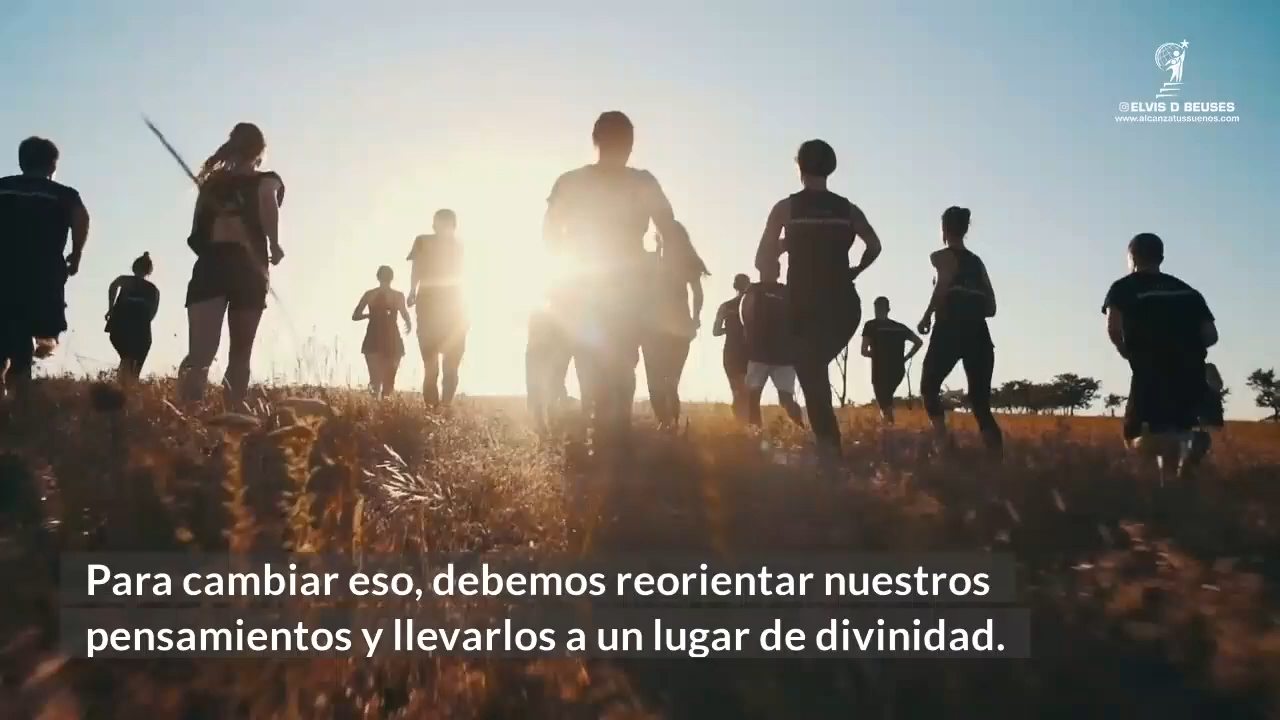 ELVIS D BEUSES
www.alcanzatussuenos.com
Para cambiar eso, debemos reorientar nuestros
pensamientos y llevarlos a un lugar de divinidad.